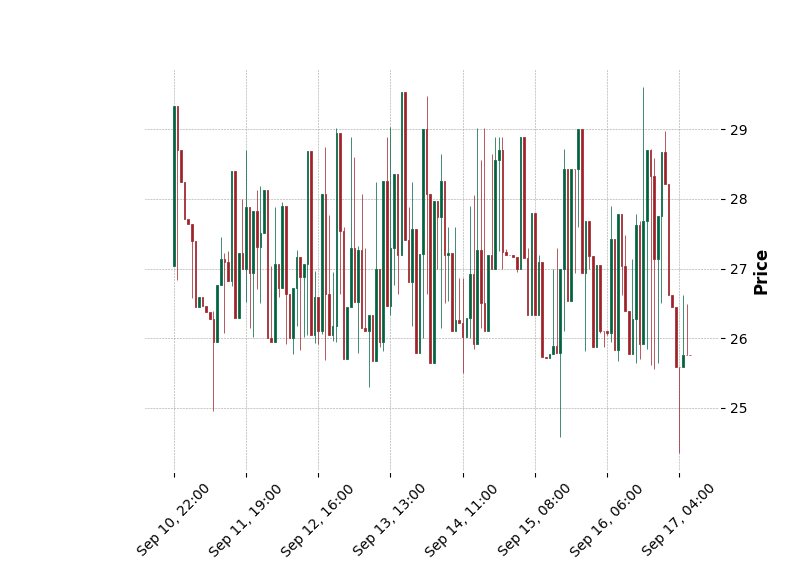 29
28
27
26
25
Price
Sep 10, 22:00
Sep 11, 19:00
Sep 12, 16:00
Sep 13, 13:00
Sep 14, 11:00
Sep 15, 08:00
Sep 16, 06:00
Sep 17, 04:00